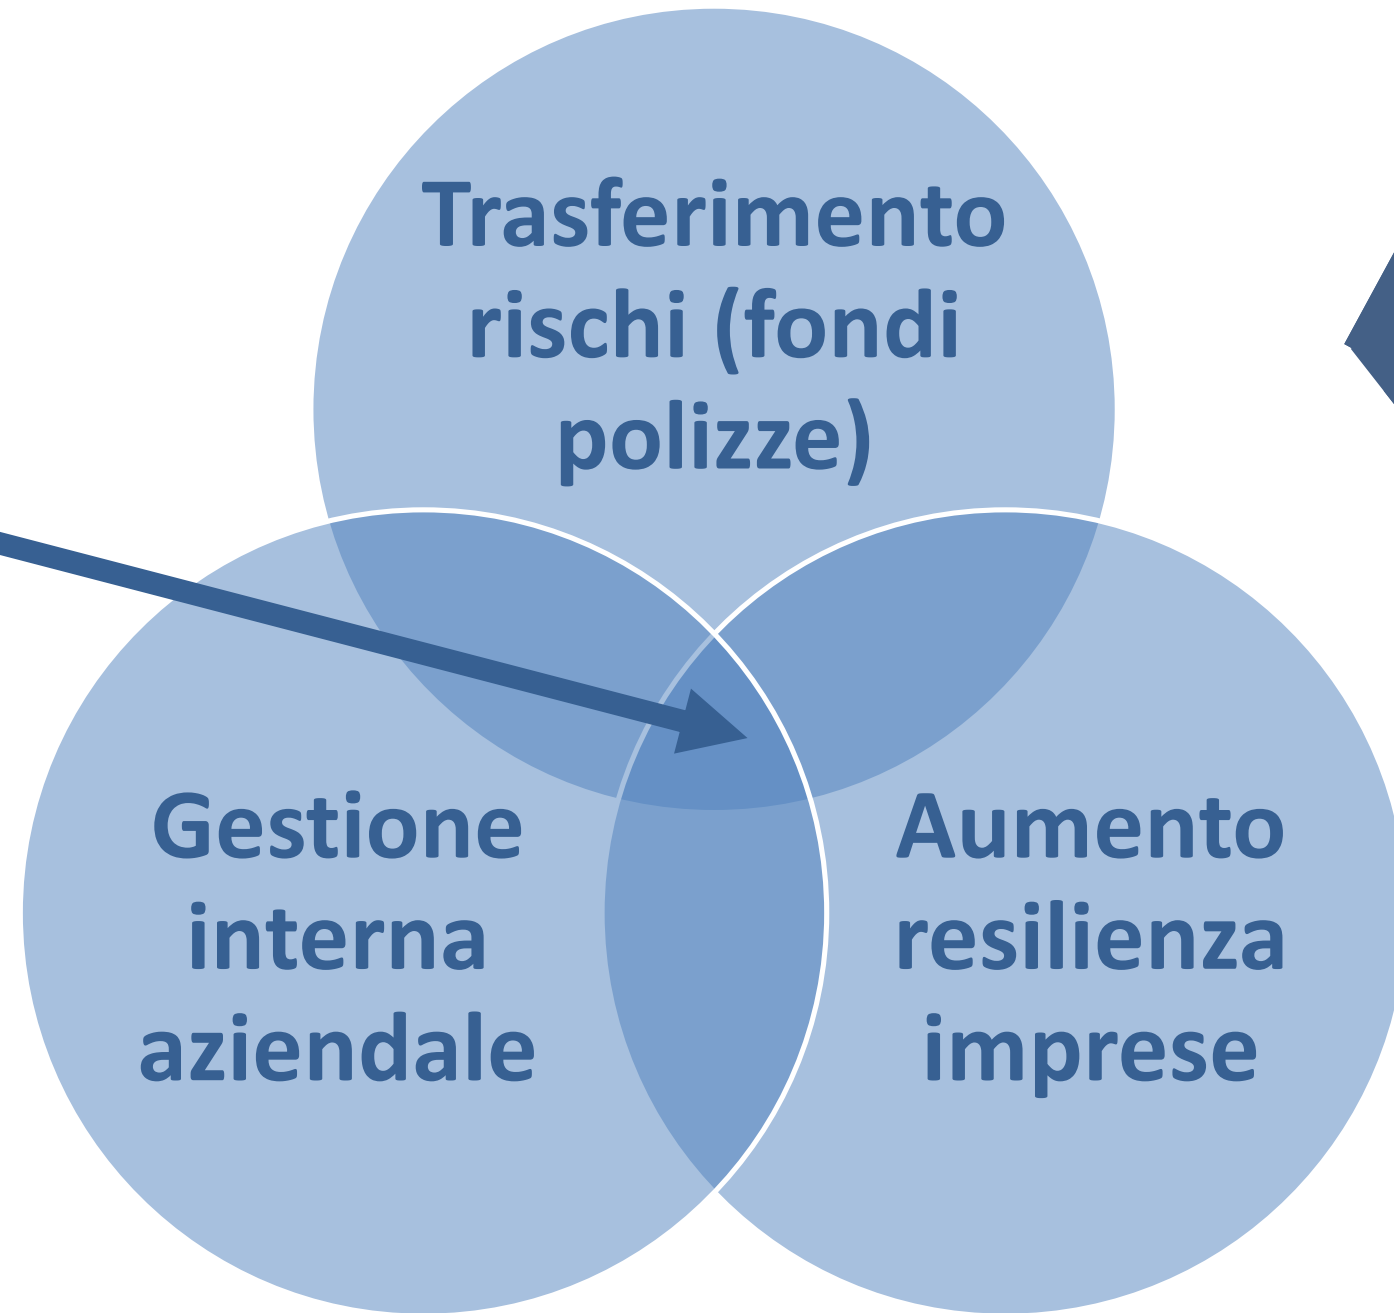 Trasferimento
rischi (fondi
polizze)
Gestione
interna
aziendale
Aumento
resilienza
imprese